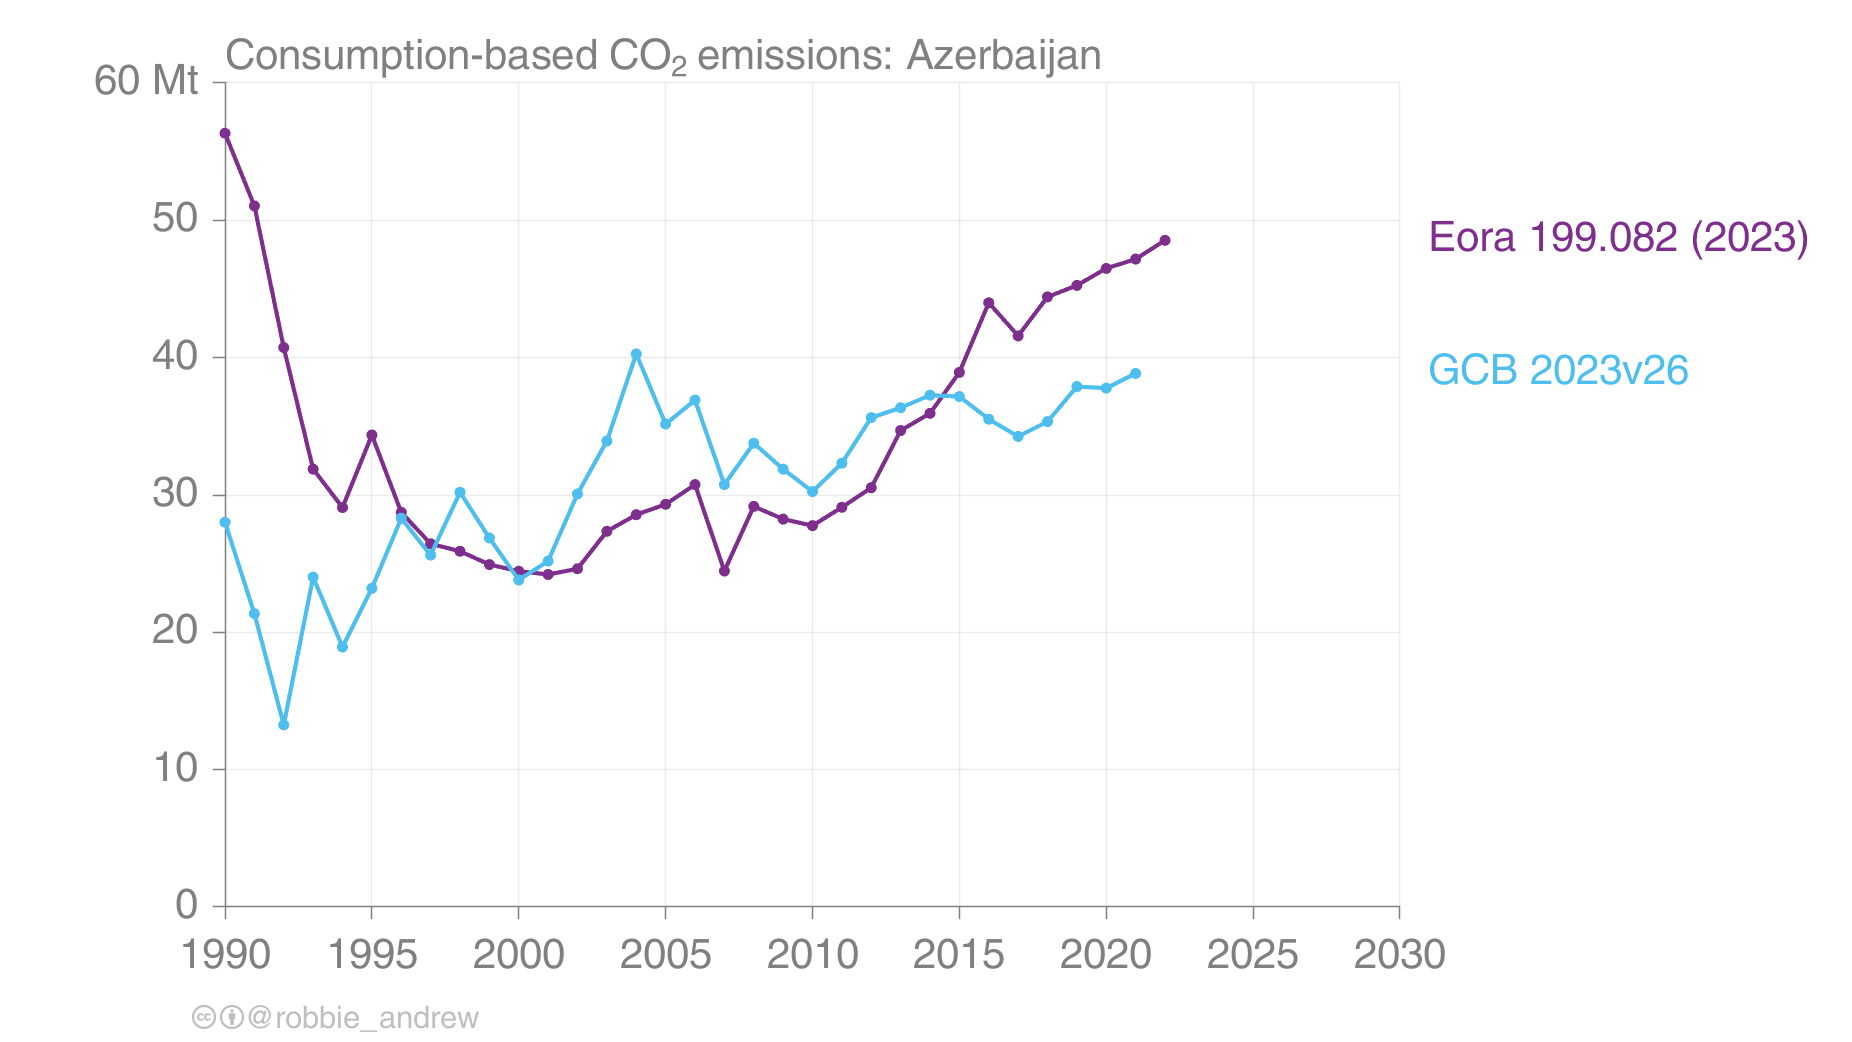 Consumption-based CO₂ emissions: Azerbaijan
60 Mt
50
40
30
20
10
0
1990 1995 2000 2005 2010 2015 2020 2025 2030
Eora 199.082 (2023)
GCB 2023v26
@robbie_andrew